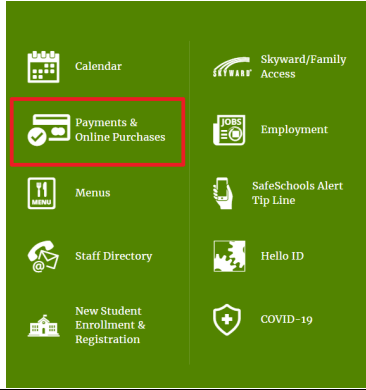 Calendar
Payments &
Online Purchases
MENU
Menus
@
Staff Directory
New Student
Enrollment &
Registration
SKYWARD
Skyward/Family
Access
JOBS
Employment
SafeSchools Alert
Tip Line
Hello ID
COVID-19